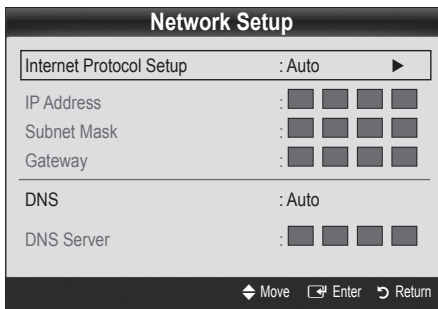 Network Setup
Internet Protocol Setup : Auto ►
IP Address :
Subnet Mask :
Gateway :
DNS : Auto
DNS Server :
Move Enter Return